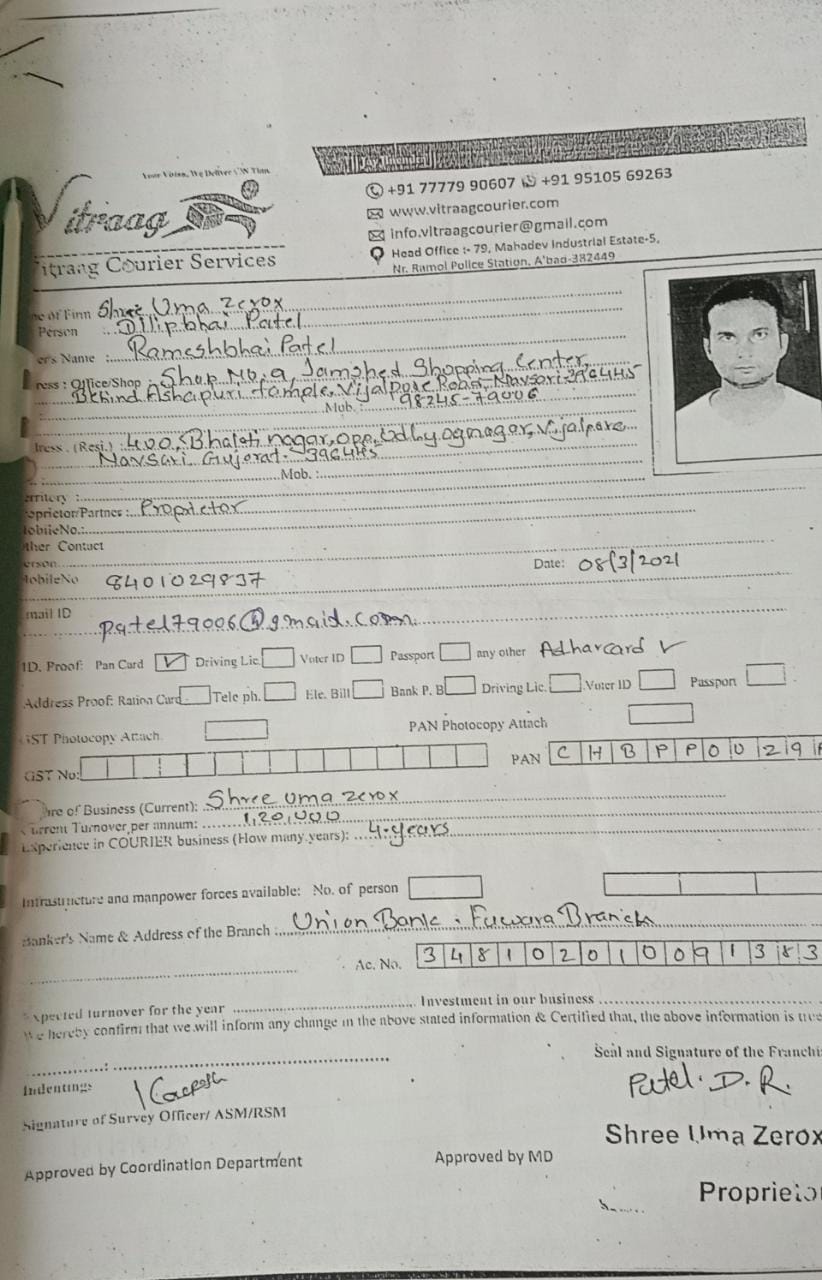 Your Vision, We Deliver ON Time
Jay Jinendra
Vitraag
+91 77779 90607 +91 95105 69263
www.vitraagcourier.com
info.vitraagcourier@gmail.com
Vitraag Courier Services
Head Office :- 79, Mahadev Industrial Estate-5,
Nr. Ramol Police Station, A'bad-382449
of Firm Shree Uma Zerox
Person Dilipbhai Patel
er's Name : Rameshbhai Patel
ress : Office/Shop Shop No. 9, Jamshed Shopping Center,
Behind Ashapuri temple, Vijalpore Road, Navsari-396445
Mob. : 98245-79006
ress. (Resi.) : 400, Bhakti nagar, opp, Udhyognagar, Vijalpore
Navsari Gujarat- 396445
Mob. :
erritory :
oprietor/Partner : Proprietor
MobileNo.:
ther Contact
erson
MobileNo 8401029837
Date: 08/3/2021
mail ID
patel79006@gmail.com
ID. Proof: Pan Card ✓ Driving Lic. Voter ID Passport any other Adharcard ✓
Address Proof: Ration Card Tele ph. Ele. Bill Bank P. B Driving Lic. Voter ID Passport
GST Photocopy Attach PAN Photocopy Attach
GST No: PAN C H B P P 0 0 2 9
ure of Business (Current): Shree uma zerox
Current Turnover per annum: 1,20,000
Experience in COURIER business (How many years): 4-years
Infrastructure and manpower forces available: No. of person
Banker's Name & Address of the Branch : Union Bank . Fuwara Branch
Ac. No. 3 4 8 1 0 2 0 1 0 0 9 1 3 8 3
Expected turnover for the year Investment in our business
We hereby confirm that we will inform any change in the above stated information & Certified that, the above information is true
Seal and Signature of the Franchi
Indentings
Patel. D. R.
Signature of Survey Officer/ ASM/RSM
Shree Uma Zerox
Approved by Coordination Department Approved by MD
Proprietor